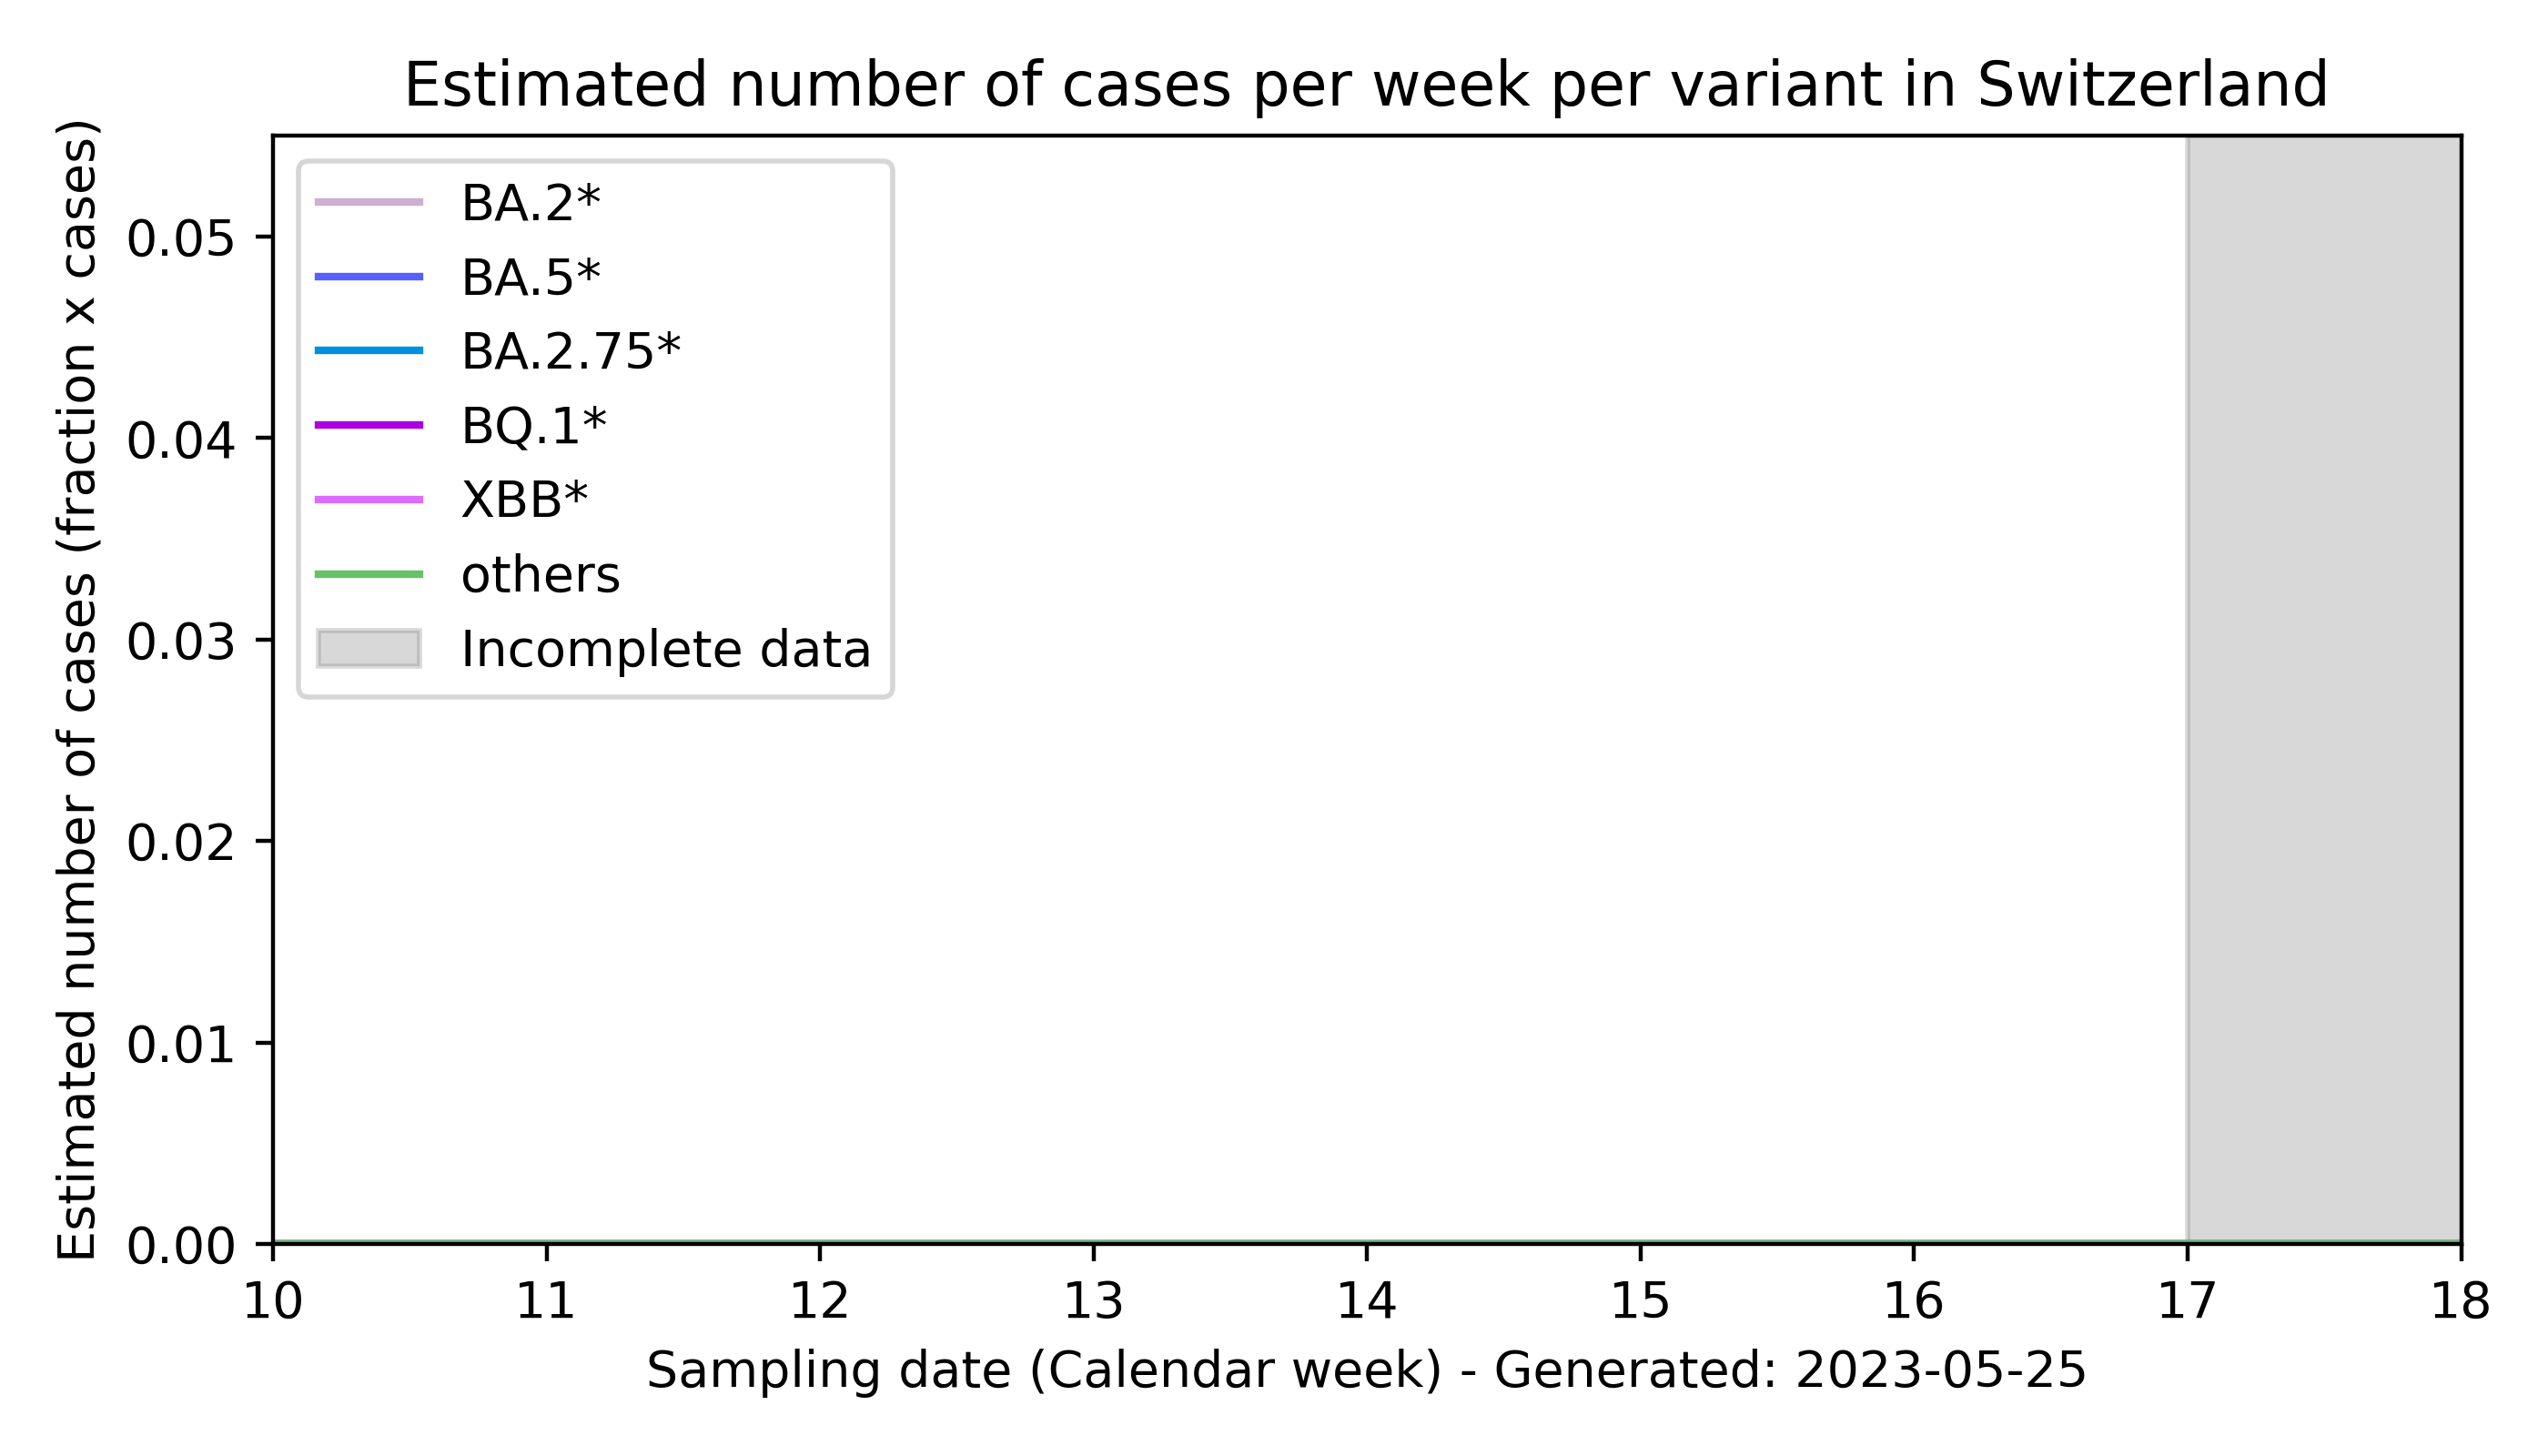 Estimated number of cases per week per variant in Switzerland
Estimated number of cases (fraction x cases)
0.05
0.04
0.03
0.02
0.01
0.00
BA.2*
BA.5*
BA.2.75*
BQ.1*
XBB*
others
Incomplete data
10 11 12 13 14 15 16 17 18
Sampling date (Calendar week) - Generated: 2023-05-25